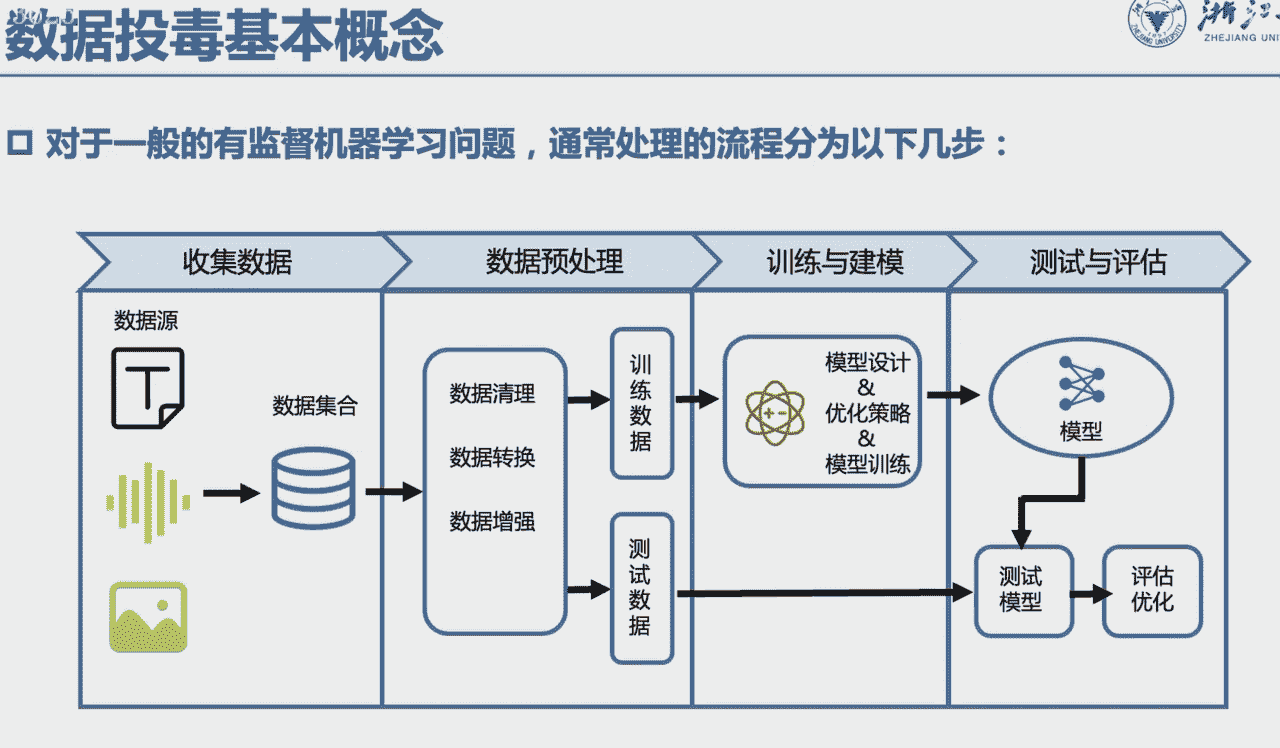 数据投毒基本概念
ZHEJIANG UNI
对于一般的有监督机器学习问题，通常处理的流程分为以下几步：
收集数据
数据预处理
训练与建模
测试与评估
数据源
T
数据集合
数据清理
数据转换
数据增强
训练数据
测试数据
模型设计
&
优化策略
&
模型训练
模型
测试
模型
评估
优化